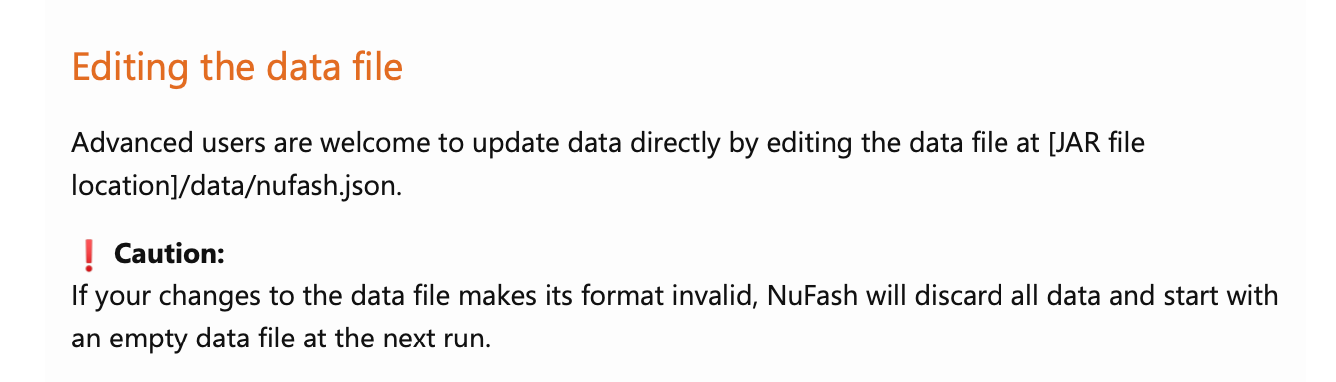 Editing the data file
Advanced users are welcome to update data directly by editing the data file at [JAR file
location]/data/nufash.json.
❗ Caution:
If your changes to the data file makes its format invalid, NuFash will discard all data and start with
an empty data file at the next run.